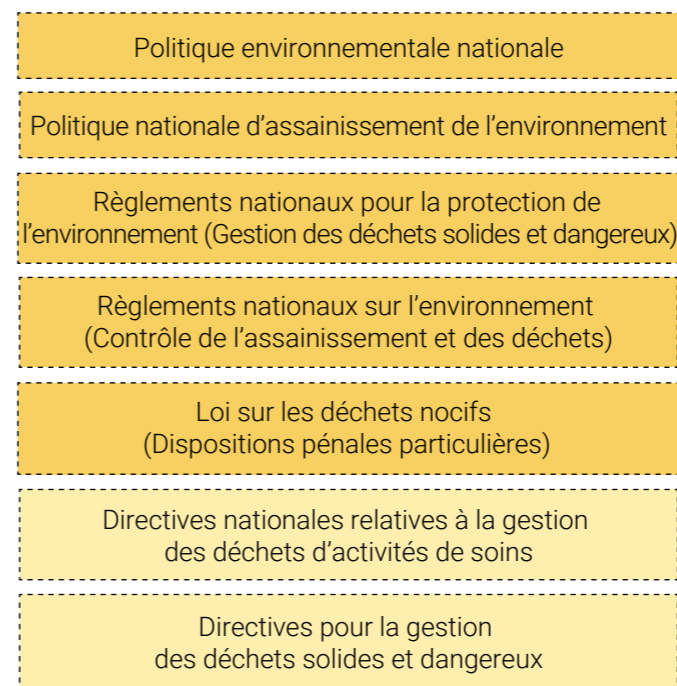 Politique environnementale nationale
Politique nationale d’assainissement de l’environnement
Règlements nationaux pour la protection de
l’environnement (Gestion des déchets solides et dangereux)
Règlements nationaux sur l’environnement
(Contrôle de l’assainissement et des déchets)
Loi sur les déchets nocifs
(Dispositions pénales particulières)
Directives nationales relatives à la gestion
des déchets d’activités de soins
Directives pour la gestion
des déchets solides et dangereux